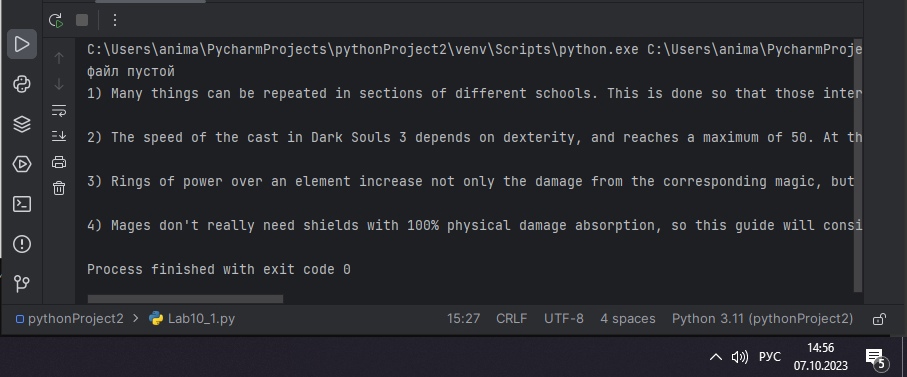 C:\Users\anima\PycharmProjects\pythonProject2\venv\Scripts\python.exe C:\Users\anima\PycharmProje
файл пустой
1) Many things can be repeated in sections of different schools. This is done so that those inter
2) The speed of the cast in Dark Souls 3 depends on dexterity, and reaches a maximum of 50. At th
3) Rings of power over an element increase not only the damage from the corresponding magic, but
4) Mages don't really need shields with 100% physical damage absorption, so this guide will consi
Process finished with exit code 0
pythonProject2 > Lab10_1.py 15:27 CRLF UTF-8 4 spaces Python 3.11 (pythonProject2)
РУС 14:56
07.10.2023 5